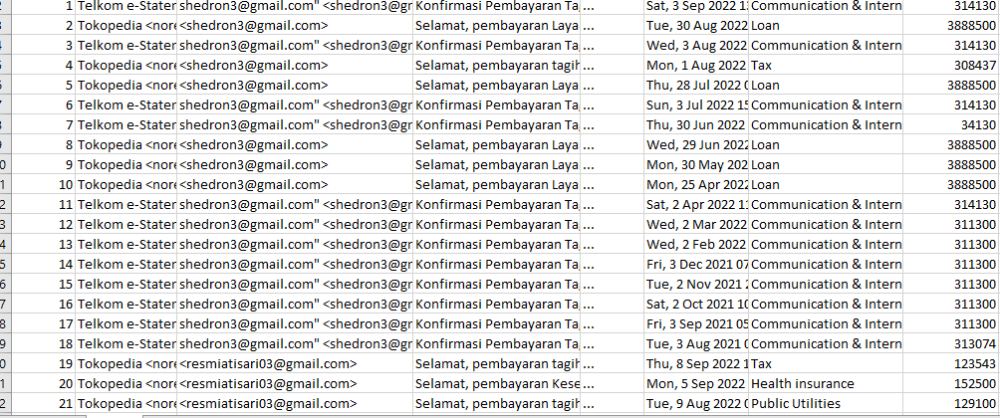 2 1 Telkom e-Stater shedron3@gmail.com" <shedron3@gr Konfirmasi Pembayaran Ta ... Sat, 3 Sep 2022 1 Communication & Intern 314130
3 2 Tokopedia <nore <shedron3@gmail.com> Selamat, pembayaran Laya ... Tue, 30 Aug 2022 Loan 3888500
4 3 Telkom e-Stater shedron3@gmail.com" <shedron3@gr Konfirmasi Pembayaran Ta ... Wed, 3 Aug 2022 Communication & Intern 314130
5 4 Tokopedia <nore <shedron3@gmail.com> Selamat, pembayaran tagih ... Mon, 1 Aug 2022 Tax 308437
5 Tokopedia <nore <shedron3@gmail.com> Selamat, pembayaran Laya ... Thu, 28 Jul 2022 Loan 3888500
7 6 Telkom e-Stater shedron3@gmail.com" <shedron3@gr Konfirmasi Pembayaran Ta ... Sun, 3 Jul 2022 15 Communication & Intern 314130
7 Telkom e-Stater shedron3@gmail.com" <shedron3@gr Konfirmasi Pembayaran Ta ... Thu, 30 Jun 2022 Communication & Intern 34130
8 Tokopedia <nore <shedron3@gmail.com> Selamat, pembayaran Laya ... Wed, 29 Jun 2022 Loan 3888500
0 9 Tokopedia <nore <shedron3@gmail.com> Selamat, pembayaran Laya ... Mon, 30 May 202 Loan 3888500
1 10 Tokopedia <nore <shedron3@gmail.com> Selamat, pembayaran Laya ... Mon, 25 Apr 2022 Loan 3888500
2 11 Telkom e-Stater shedron3@gmail.com" <shedron3@gr Konfirmasi Pembayaran Ta ... Sat, 2 Apr 2022 11 Communication & Intern 314130
3 12 Telkom e-Stater shedron3@gmail.com" <shedron3@gr Konfirmasi Pembayaran Ta ... Wed, 2 Mar 2022 Communication & Intern 311300
4 13 Telkom e-Stater shedron3@gmail.com" <shedron3@gr Konfirmasi Pembayaran Ta ... Wed, 2 Feb 2022 Communication & Intern 311300
5 14 Telkom e-Stater shedron3@gmail.com" <shedron3@gr Konfirmasi Pembayaran Ta ... Fri, 3 Dec 2021 07 Communication & Intern 311300
6 15 Telkom e-Stater shedron3@gmail.com" <shedron3@gr Konfirmasi Pembayaran Ta ... Tue, 2 Nov 2021 Communication & Intern 311300
7 16 Telkom e-Stater shedron3@gmail.com" <shedron3@gr Konfirmasi Pembayaran Ta ... Sat, 2 Oct 2021 10 Communication & Intern 311300
8 17 Telkom e-Stater shedron3@gmail.com" <shedron3@gr Konfirmasi Pembayaran Ta ... Fri, 3 Sep 2021 05 Communication & Intern 311300
9 18 Telkom e-Stater shedron3@gmail.com" <shedron3@gr Konfirmasi Pembayaran Ta ... Tue, 3 Aug 2021 Communication & Intern 313074
0 19 Tokopedia <nore <resmiatisari03@gmail.com> Selamat, pembayaran tagih ... Thu, 8 Sep 2022 1 Tax 123543
1 20 Tokopedia <nore <resmiatisari03@gmail.com> Selamat, pembayaran Kese ... Mon, 5 Sep 2022 Health insurance 152500
2 21 Tokopedia <nore <resmiatisari03@gmail.com> Selamat, pembayaran tagih ... Tue, 9 Aug 2022 Public Utilities 129100